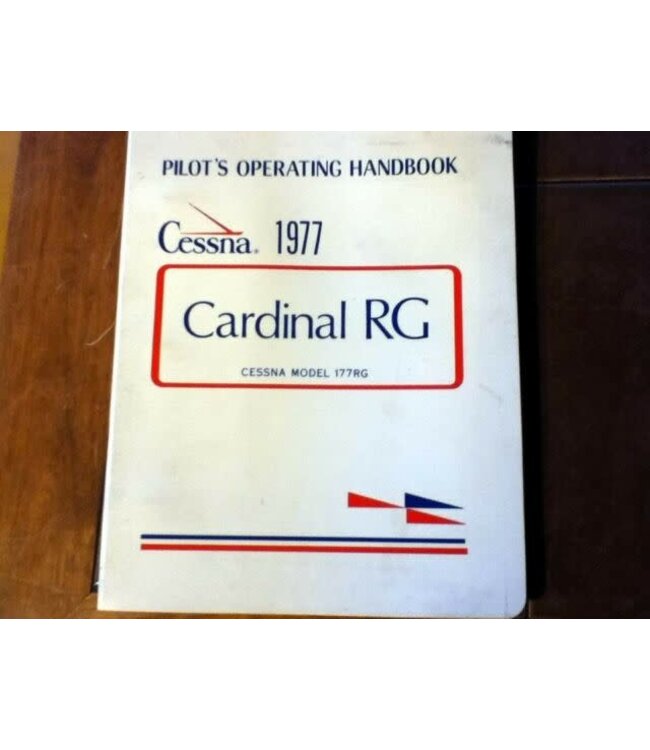 PILOT'S OPERATING HANDBOOK
Cessna® 1977
Cardinal RG
CESSNA MODEL 177RG